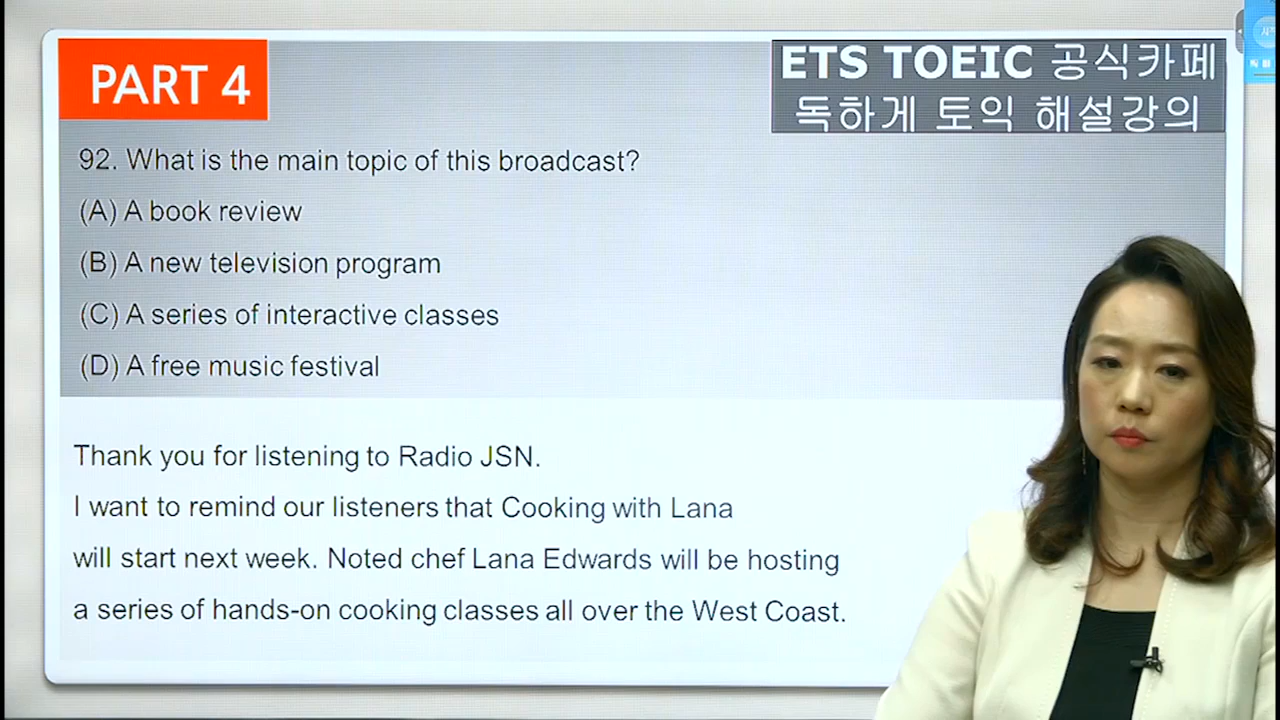 PART 4
ETS TOEIC 공식카페
독하게 토익 해설강의
92. What is the main topic of this broadcast?
(A) A book review
(B) A new television program
(C) A series of interactive classes
(D) A free music festival
Thank you for listening to Radio JSN.
I want to remind our listeners that Cooking with Lana
will start next week. Noted chef Lana Edwards will be hosting
a series of hands-on cooking classes all over the West Coast.